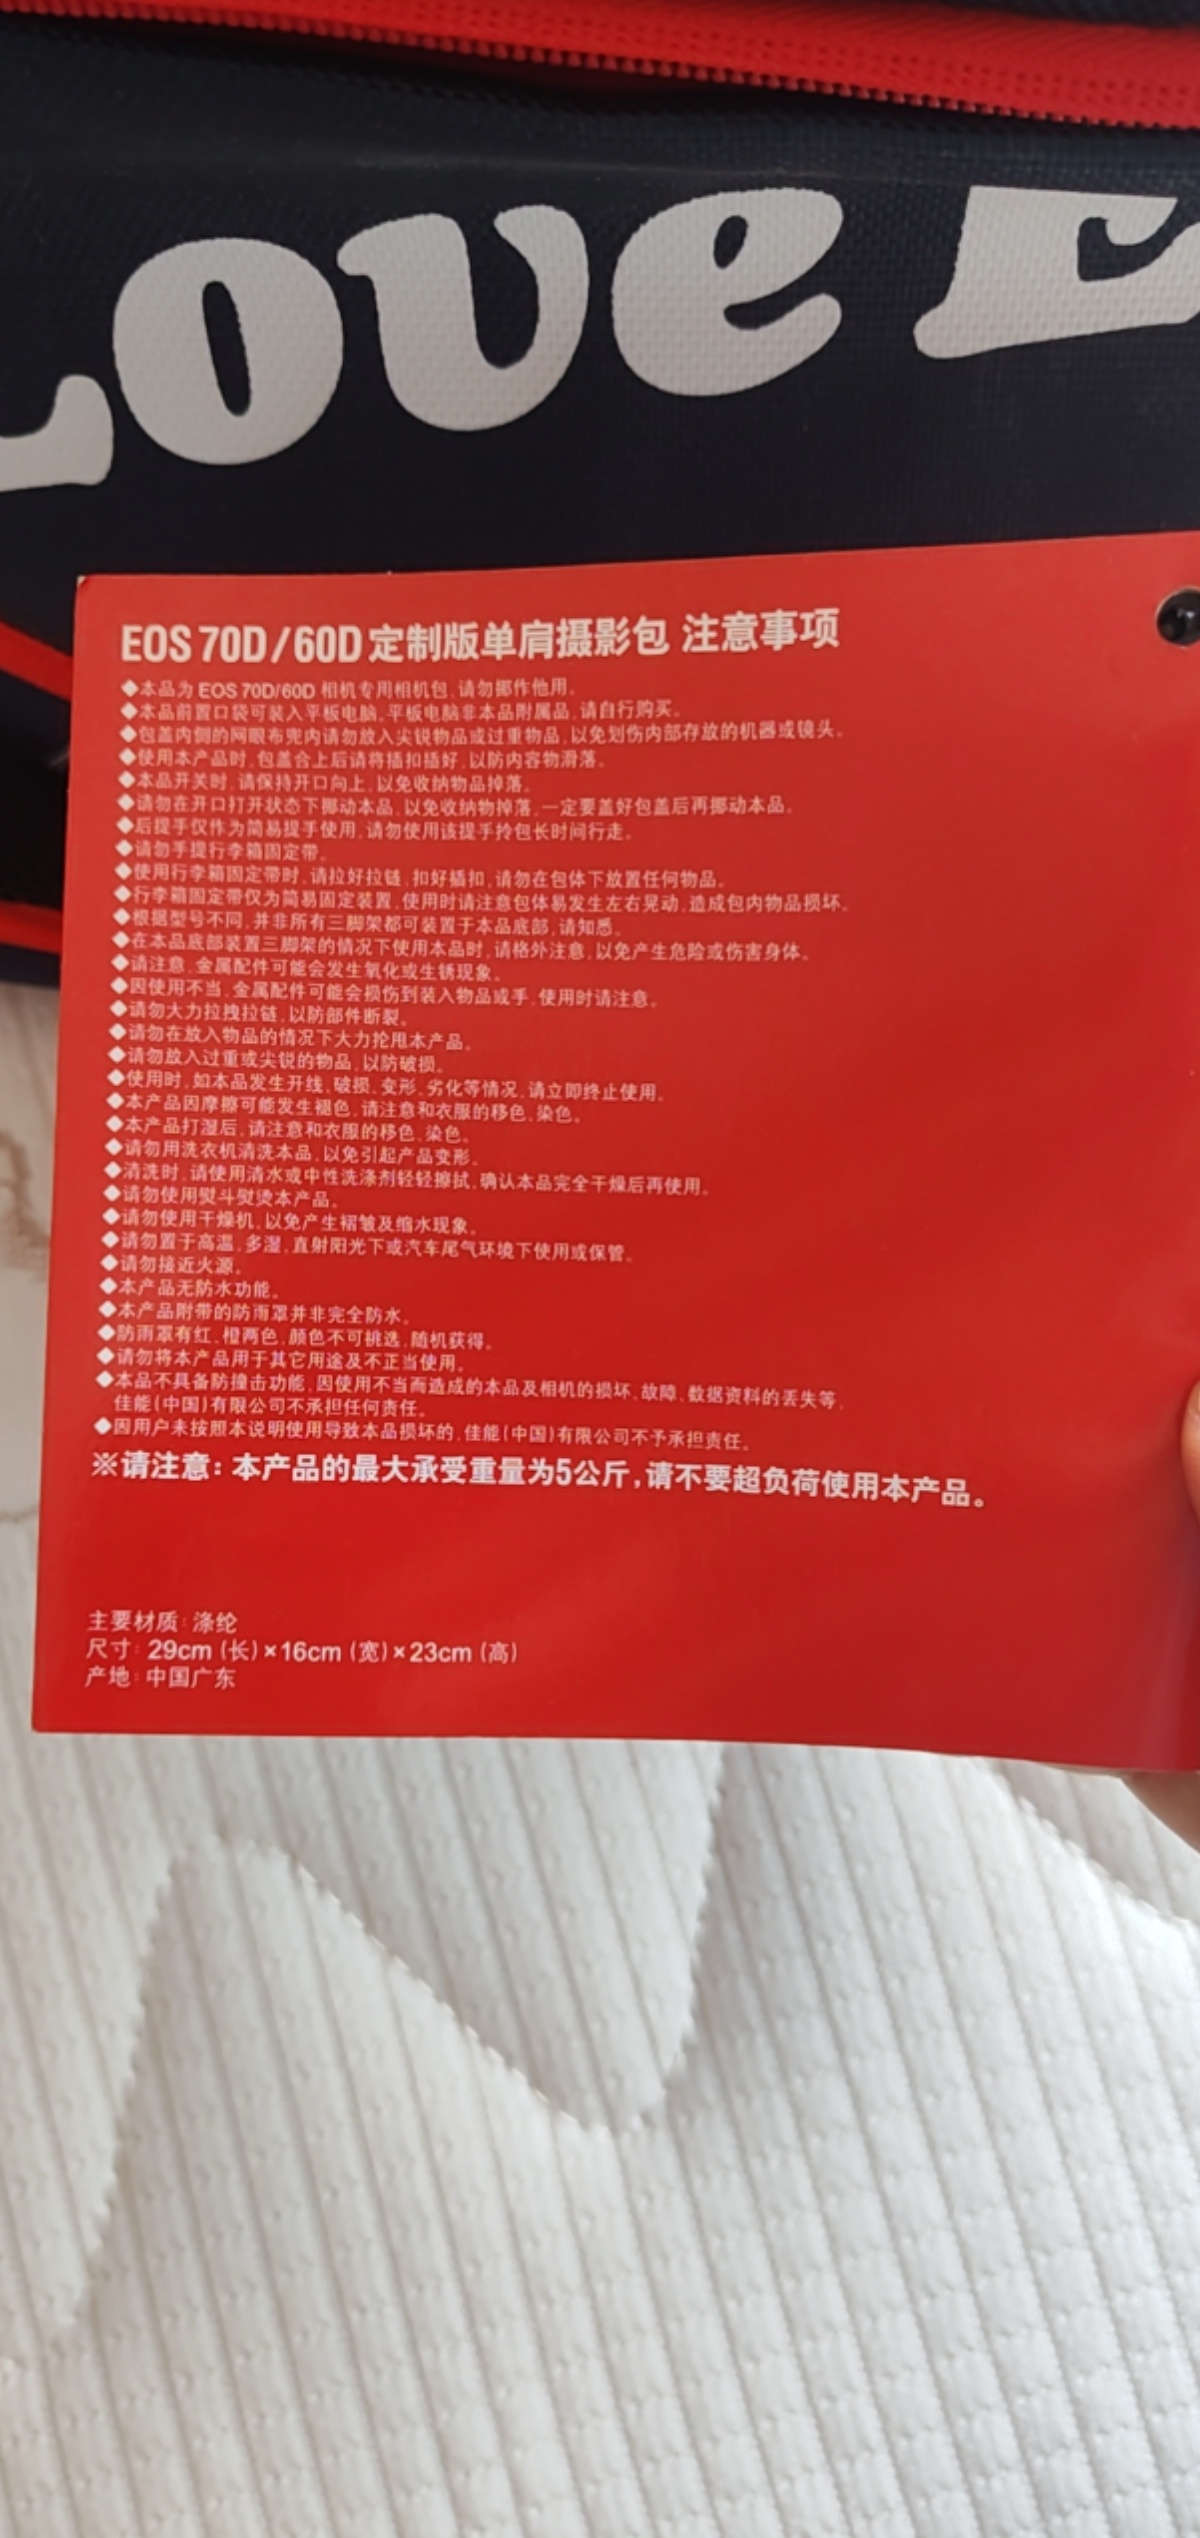 Love
EOS 70D/60D 定制版单肩摄影包 注意事项
◆本品为 EOS 70D/60D 相机专用相机包,请勿挪作他用。
◆本品前置口袋可装入平板电脑,平板电脑非本品附属品,请自行购买。
◆包盖内侧的网眼布兜内请勿放入尖锐物品或过重物品,以免划伤内部存放的机器或镜头。
◆使用本产品时,包盖合上后请将插扣插好,以防内容物滑落。
◆本品开关时,请保持开口向上,以免收纳物品掉落。
◆请勿在开口打开状态下挪动本品,以免收纳物掉落,一定要盖好包盖后再挪动本品。
◆后提手仅作为简易提手使用,请勿使用该提手拎包长时间行走。
◆请勿手提行李箱固定带。
◆使用行李箱固定带时,请拉好拉链,扣好插扣,请勿在包体下放置任何物品。
◆行李箱固定带仅为简易固定装置,使用时请注意包体易发生左右晃动,造成包内物品损坏。
◆根据型号不同,并非所有三脚架都可装置于本品底部,请知悉。
◆在本品底部装置三脚架的情况下使用本品时,请格外注意,以免产生危险或伤害身体。
◆请注意,金属配件可能会发生氧化或生锈现象。
◆因使用不当,金属配件可能会损伤到装入物品或手,使用时请注意。
◆请勿大力拉拽拉链,以防部件断裂。
◆请勿在放入物品的情况下大力抡甩本产品。
◆请勿放入过重或尖锐的物品,以防破损。
◆使用时,如本品发生开线、破损、变形、劣化等情况,请立即终止使用。
◆本产品因摩擦可能发生褪色,请注意和衣服的移色、染色。
◆本产品打湿后,请注意和衣服的移色、染色。
◆请勿用洗衣机清洗本品,以免引起产品变形。
◆清洗时,请使用清水或中性洗涤剂轻轻擦拭,确认本品完全干燥后再使用。
◆请勿使用熨斗熨烫本产品。
◆请勿使用干燥机,以免产生褶皱及缩水现象。
◆请勿置于高温、多湿、直射阳光下或汽车尾气环境下使用或保管。
◆请勿接近火源。
◆本产品无防水功能。
◆本产品附带的防雨罩并非完全防水。
◆防雨罩有红、橙两色,颜色不可挑选,随机获得。
◆请勿将本产品用于其它用途及不正当使用。
◆本品不具备防撞击功能,因使用不当而造成的本品及相机的损坏、故障、数据资料的丢失等,
佳能(中国)有限公司不承担任何责任。
◆因用户未按照本说明使用导致本品损坏的,佳能(中国)有限公司不予承担责任。
※请注意：本产品的最大承受重量为5公斤,请不要超负荷使用本产品。
主要材质: 涤纶
尺寸: 29cm (长)×16cm (宽)×23cm (高)
产地: 中国广东